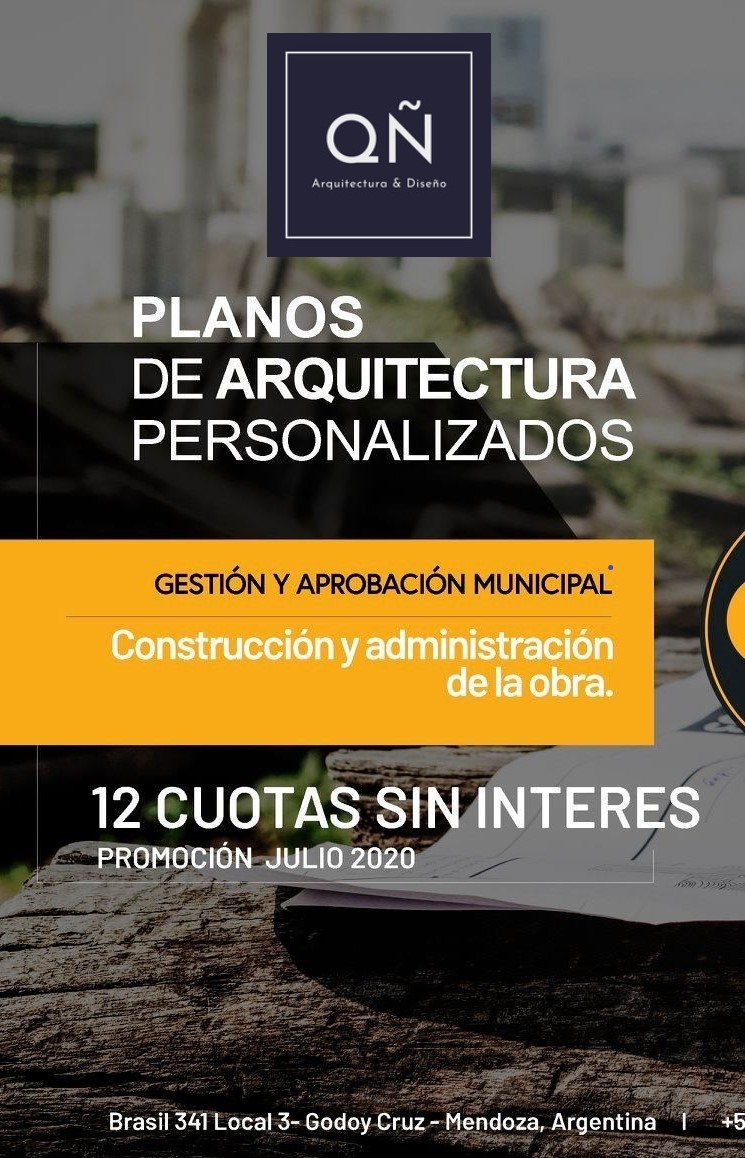 QÑ
Arquitectura & Diseño
PLANOS
DE ARQUITECTURA
PERSONALIZADOS
GESTIÓN Y APROBACIÓN MUNICIPAL
Construcción y administración
de la obra.
12 CUOTAS SIN INTERES
PROMOCIÓN JULIO 2020
Brasil 341 Local 3- Godoy Cruz - Mendoza, Argentina | +5